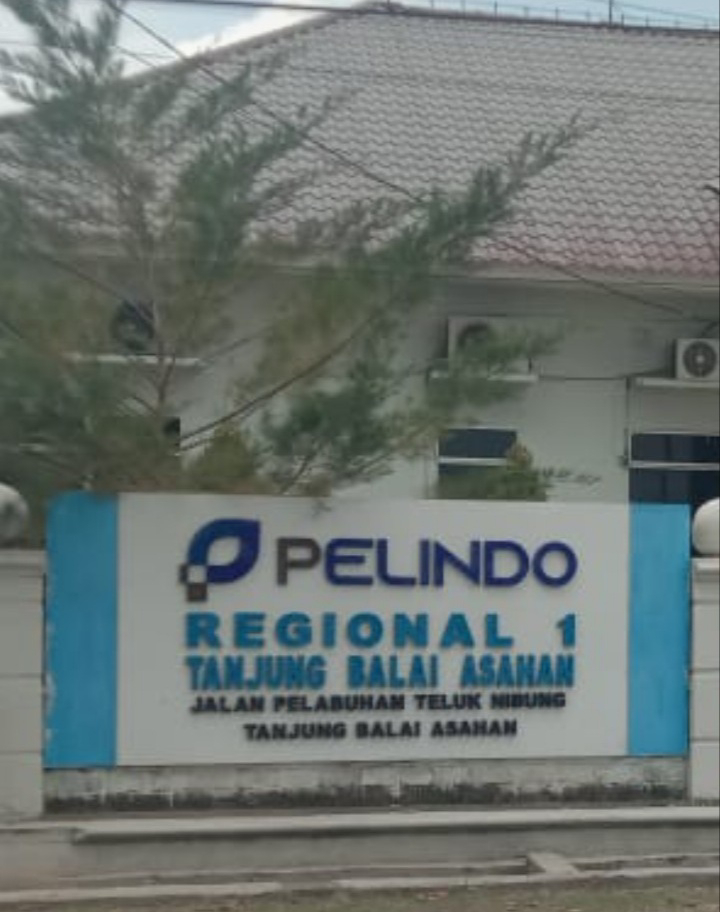 PELINDO
REGIONAL 1
TANJUNG BALAI ASAHAN
JALAN PELABUHAN TELUK NIBUNG
TANJUNG BALAI ASAHAN